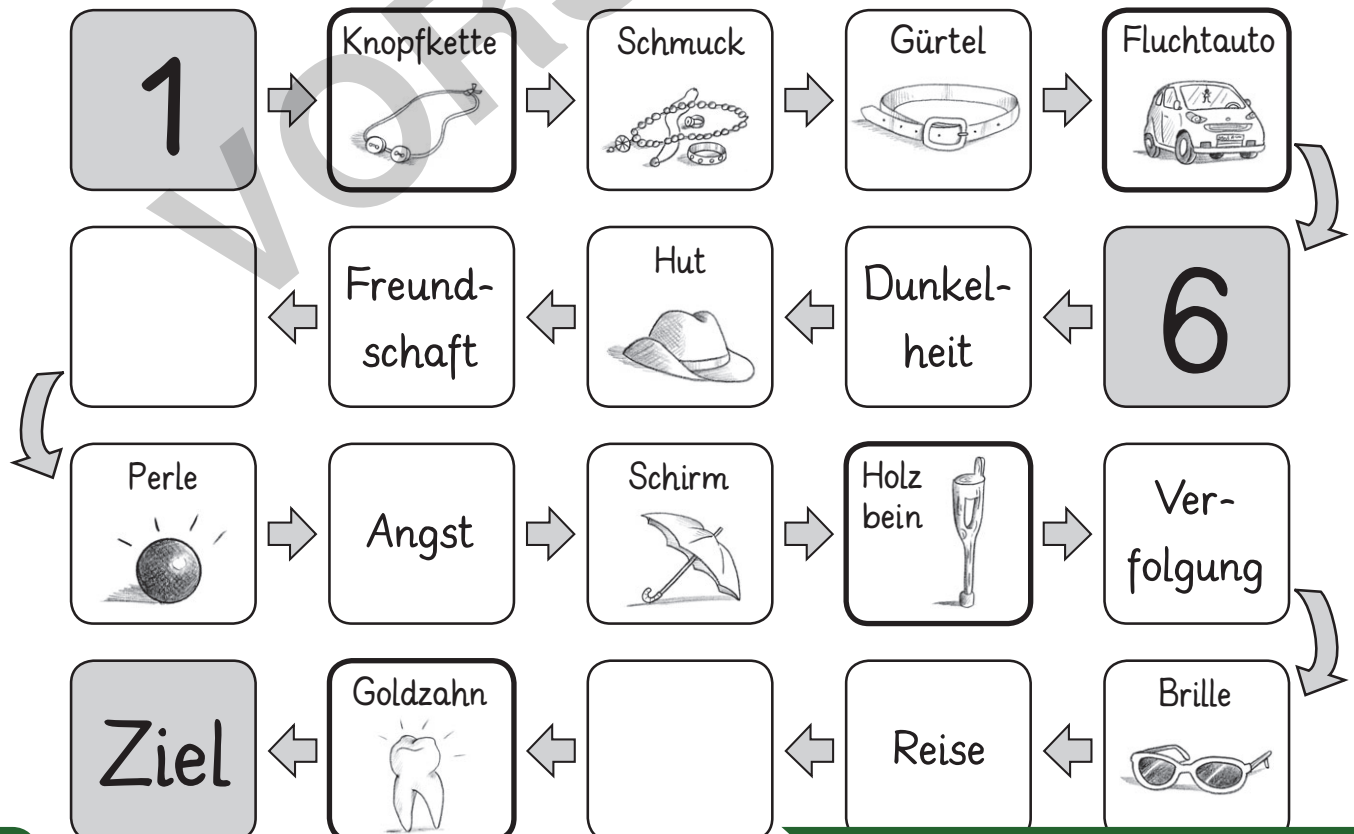 1
Knopfkette
Schmuck
Gürtel
Fluchtauto
6
Dunkel-
heit
Hut
Freund-
schaft
Perle
Angst
Schirm
Holz
bein
Ver-
folgung
Brille
Reise
Goldzahn
Ziel